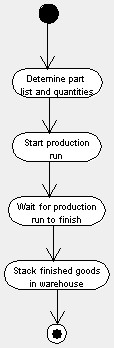 Detemine part
list and quantities
Start production
run
Wait for production
run to finish
Stack finished goods
in warehouse